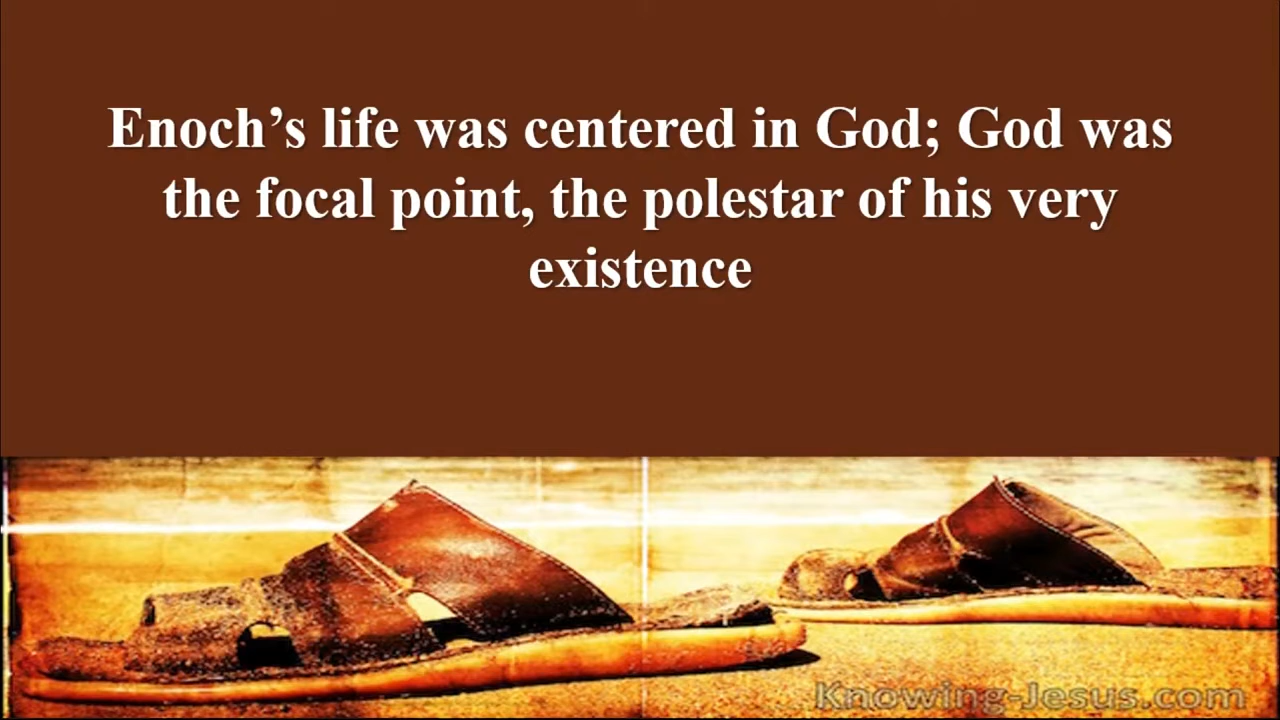 Enoch’s life was centered in God; God was
the focal point, the polestar of his very
existence
Knowing-Jesus.com